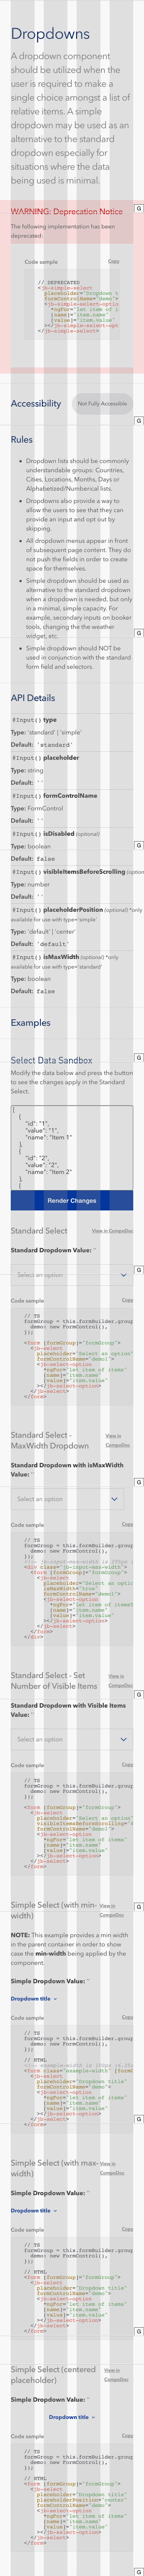 Dropdowns
A dropdown component
should be utilized when the
user is required to make a
single choice amongst a list of
relative items. A simple
dropdown may be used as an
alternative to the standard
dropdown especially for
situations where the data
being used is minimal.
WARNING: Deprecation Notice
The following implementation has been
deprecated
Code sample Copy
// DEPRECATED
<jb-simple-select
placeholder="Dropdown t
formControlName="demo">
<jb-simple-select-optio
*ngFor="let item of i
[name]="item.name"
[value]="item.value"
></jb-simple-select-opt
</jb-simple-select>
Accessibility Not Fully Accessible
Rules
Dropdown lists should be commonly
understandable groups: Countries,
Cities, Locations, Months, Days or
Alphabetized/Numberical lists.
Dropdowns also provide a way to
allow the users to see that they can
provide an input and opt out by
skipping.
All dropdown menus appear in front
of subsequent page content. They do
not push the fields in order to create
space for themselves.
Simple dropdown should be used as
alternative to the standard dropdown
when a dropdown is needed, but only
in a more simple capacity. For
example, secondary inputs on booker
tools, changing the weather or
weight, etc.
Simple dropdown should NOT be
used in conjunction with the standard
form field and selectors.
API Details
@Input() type
Type: 'standard' | 'simple'
Default: 'standard'
@Input() placeholder
Type: string
Default: ''
@Input() formControlName
Type: FormControl
Default: ''
@Input() isDisabled (optional)
Type: boolean
Default: false
@Input() visibleItemsBeforeScrolling (option
Type: number
Default: ''
@Input() placeholderPosition (optional) *only
available for use with type='simple'
Type: 'default' | 'center'
Default: 'default'
@Input() isMaxWidth (optional) *only
available for use with type='standard'
Type: boolean
Default: false
Examples
Select Data Sandbox
Modify the data below and press the button
to see the changes apply in the Standard
Select.
[
{
"id": "1",
"value": "1",
"name": "Item 1"
},
{
"id": "2",
"value": "2",
"name": "Item 2"
},
{
Render Changes
Standard Select View in CompoDoc
Standard Dropdown Value: ''
Select an option
Code sample Copy
// TS
formGroup = this.formBuilder.group
demo: new FormControl(),
});
<form [formGroup]="formGroup">
<jb-select
placeholder="Select an option"
formControlName="demo1">
<jb-select-option
*ngFor="let item of items"
[name]="item.name"
[value]="item.value"
></jb-select-option>
</jb-select>
</form>
Standard Select - View in
MaxWidth Dropdown CompoDoc
Standard Dropdown with isMaxWidth
Value: ''
Select an option
Code sample Copy
// TS
formGroup = this.formBuilder.group
demo: new FormControl(),
});
<div class="jb-input-max-width">
<form [formGroup]="formGroup">
<jb-select
placeholder="Select an optic
isMaxWidth="true"
formControlName="demo1">
<jb-select-option
*ngFor="let item of items"
[name]="item.name"
[value]="item.value"
></jb-select-option>
</jb-select>
</form>
</div>
Standard Select - Set View in
Number of Visible Items CompoDoc
Standard Dropdown with Visible Items
Value: ''
Select an option
Code sample Copy
// TS
formGroup = this.formBuilder.group
demo: new FormControl(),
});
<form [formGroup]="formGroup">
<jb-select
placeholder="Select an option"
formControlName="demo1">
<jb-select-option
*ngFor="let item of items"
[name]="item.name"
[value]="item.value"
></jb-select-option>
</jb-select>
</form>
Simple Select (with min- View in
width) CompoDoc
NOTE: This example provides a min width
in the parent container in order to show
case the min-width being applied by the
component.
Simple Dropdown Value: ''
Dropdown title
Code sample Copy
// TS
formGroup = this.formBuilder.group
demo: new FormControl(),
});
// HTML
<form class="example-width" [formG
<jb-select
placeholder="Dropdown title"
formControlName="demo">
<jb-select-option
*ngFor="let item of items"
[name]="item.name"
[value]="item.value"
></jb-select-option>
</jb-select>
</form>
Simple Select (with max- View in
width) CompoDoc
Simple Dropdown Value: ''
Dropdown title
Code sample Copy
// TS
formGroup = this.formBuilder.group
demo: new FormControl(),
});
// HTML
<form [formGroup]="formGroup">
<jb-select
placeholder="Dropdown title"
formControlName="demo">
<jb-select-option
*ngFor="let item of items"
[name]="item.name"
[value]="item.value"
></jb-select-option>
</jb-select>
</form>
Simple Select (centered View in
placeholder) CompoDoc
Simple Dropdown Value: ''
Dropdown title
Code sample Copy
// TS
formGroup = this.formBuilder.group
demo: new FormControl(),
});
// HTML
<form [formGroup]="formGroup">
<jb-select
placeholder="Dropdown title"
placeholderPosition="center"
formControlName="demo">
<jb-select-option
*ngFor="let item of items"
[name]="item.name"
[value]="item.value"
></jb-select-option>
</jb-select>
</form>